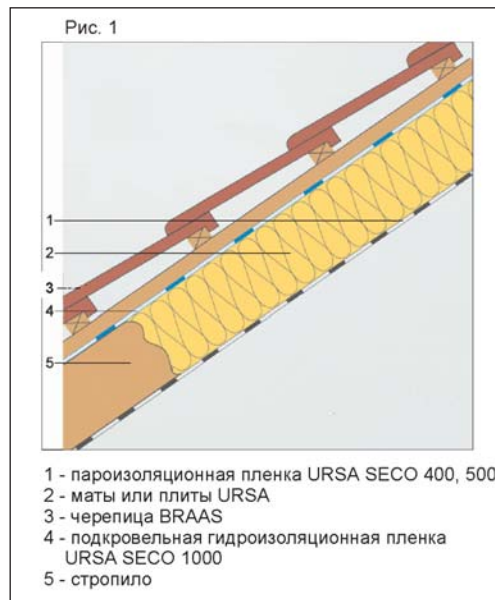 Рис. 1
1
2
3
4
5
1 - пароизоляционная пленка URSA SECO 400, 500
2 - маты или плиты URSA
3 - черепица BRAAS
4 - подкровельная гидроизоляционная пленка
URSA SECO 1000
5 - стропило